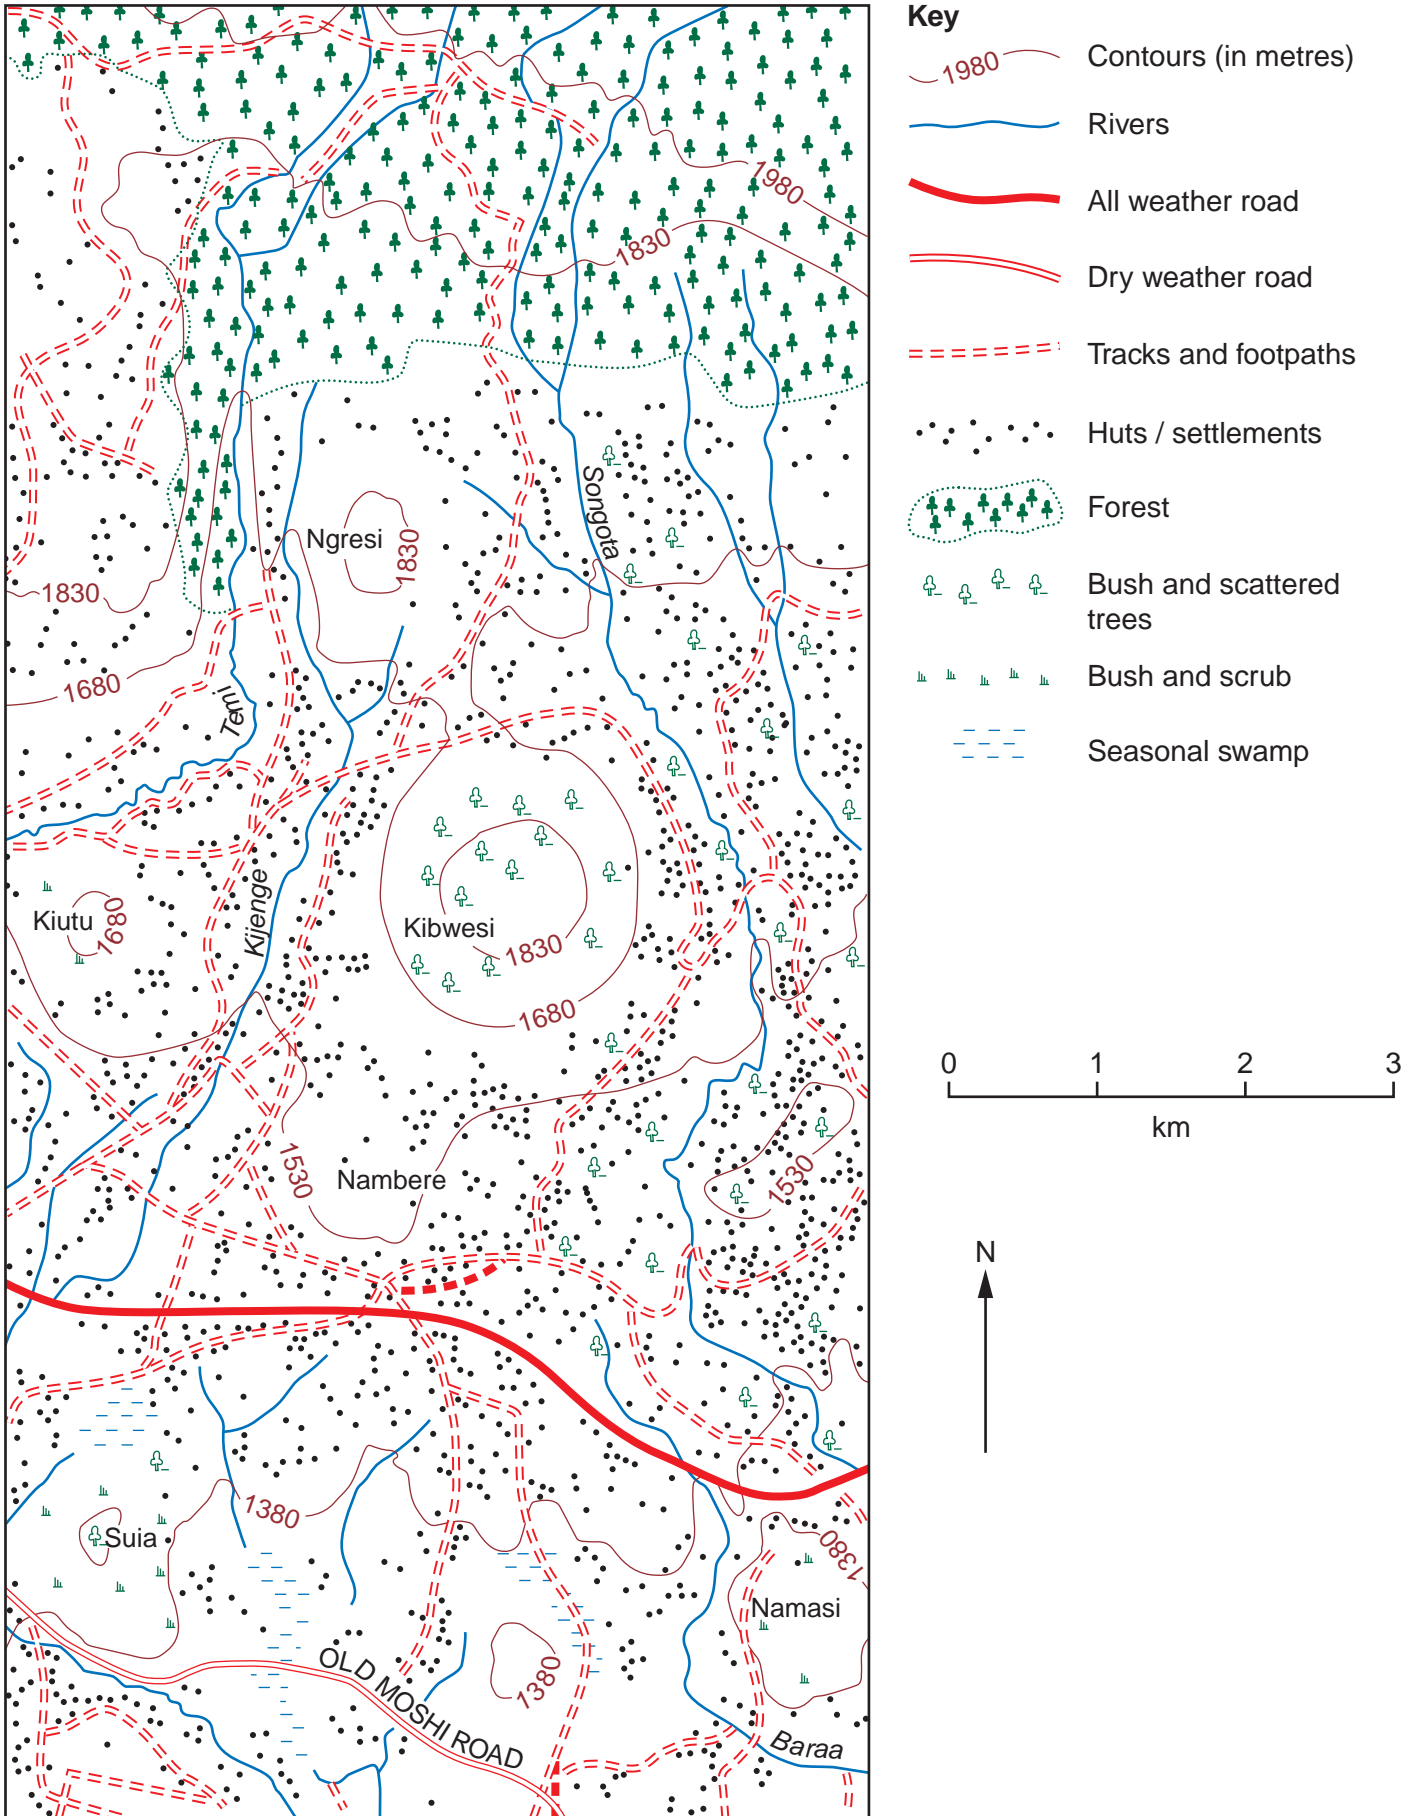 Key
1980
Contours (in metres)
Rivers
All weather road
Dry weather road
Tracks and footpaths
Huts / settlements
Forest
Bush and scattered
trees
Bush and scrub
Seasonal swamp
0 1 2 3
km
N
1980
1830
Songota
Ngresi
1830
1830
1680
Temi
Kijenge
Kiutu
1680
Kibwesi
1830
1680
1530
Nambere
1530
1380
Suia
1380
Namasi
OLD MOSHI ROAD
1380
Baraa